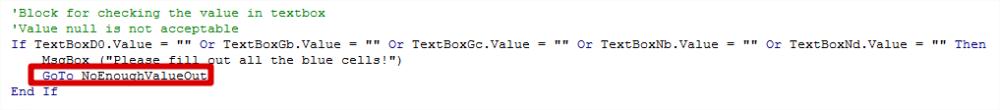 'Block for checking the value in textbox
'Value null is not acceptable
If TextBoxD0.Value = "" Or TextBoxGb.Value = "" Or TextBoxGc.Value = "" Or TextBoxNb.Value = "" Or TextBoxNd.Value = "" Then
MsgBox ("Please fill out all the blue cells!")
GoTo NoEnoughValueOut
End If